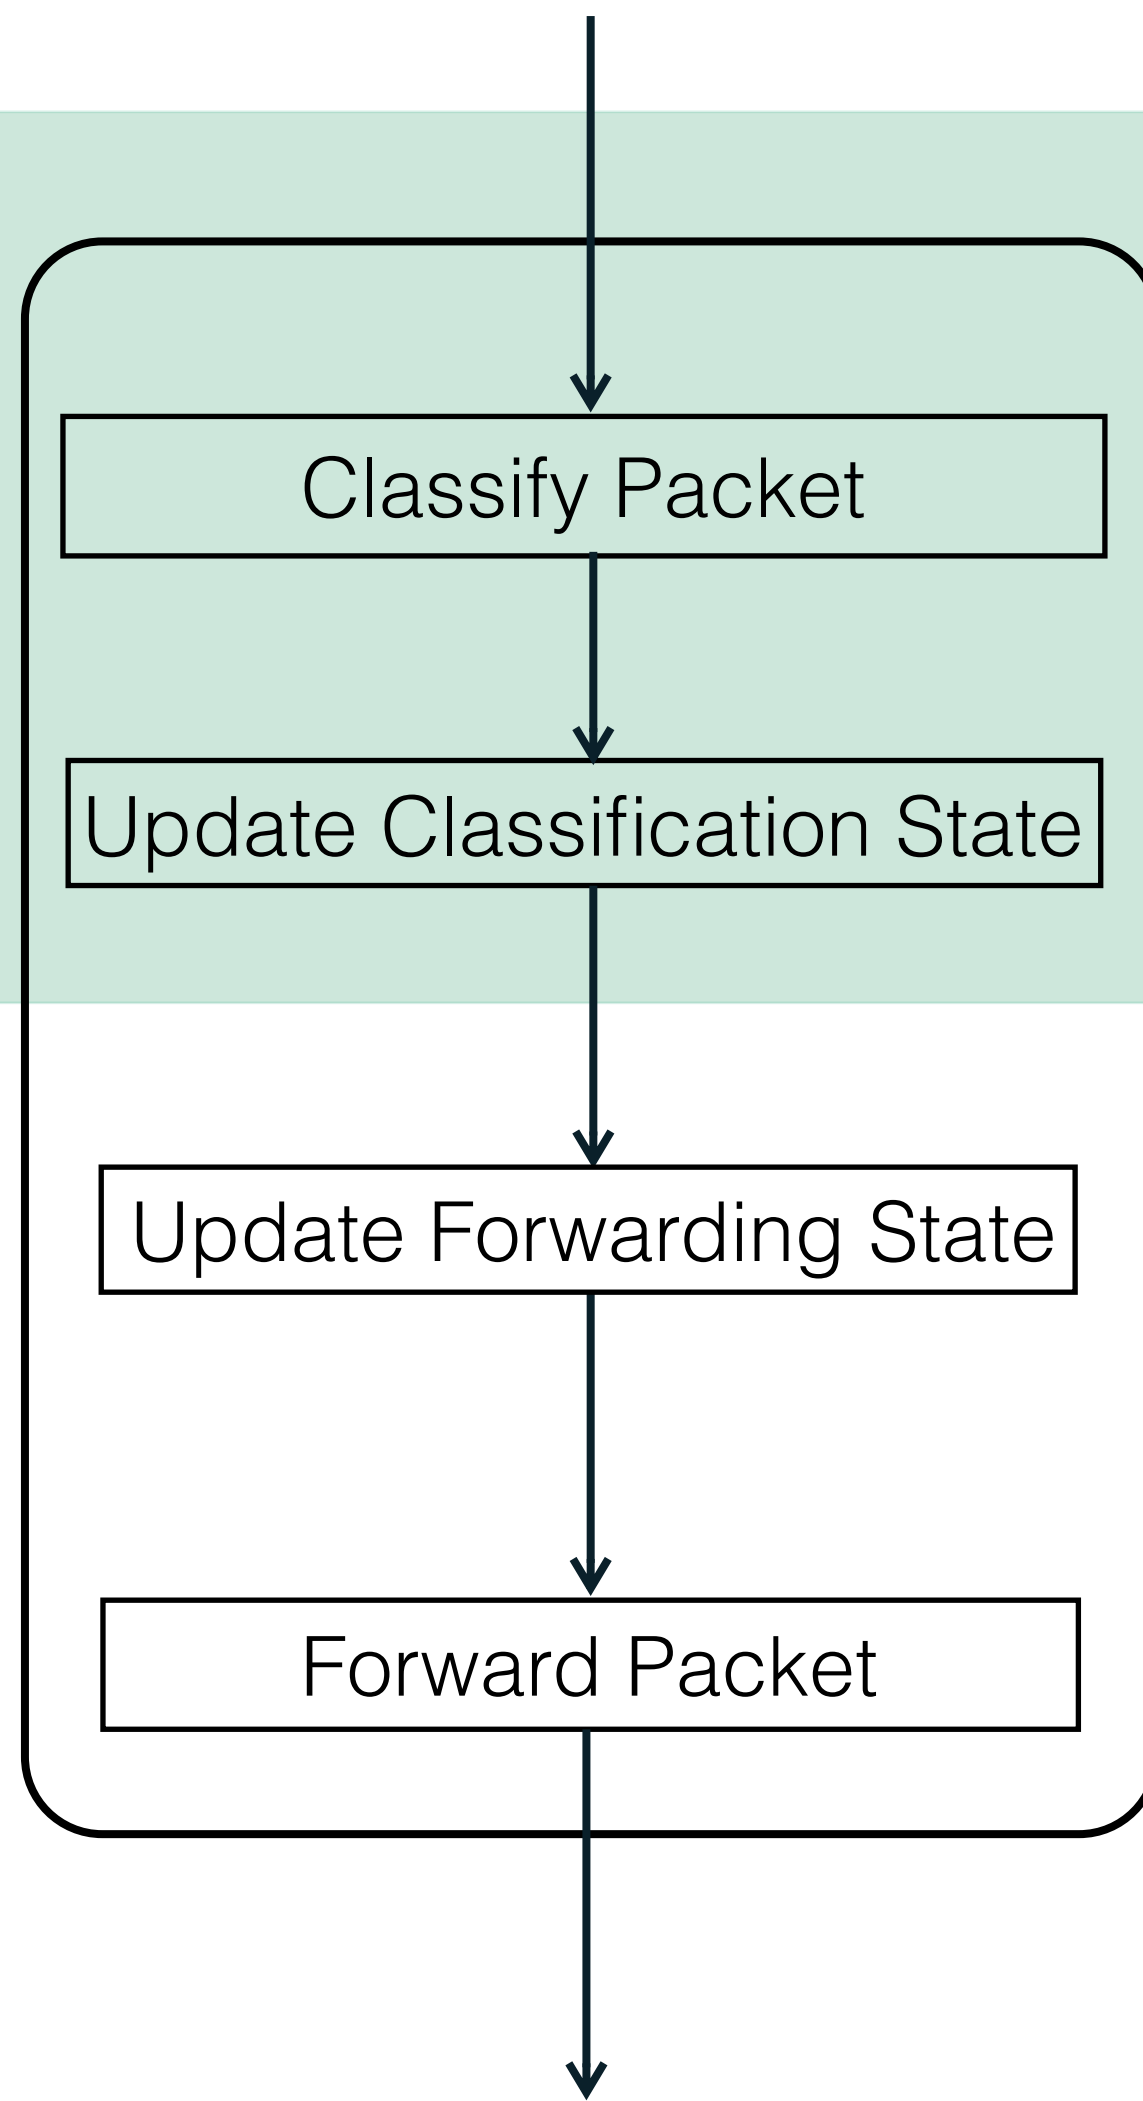 Classify Packet
Update Classification State
Update Forwarding State
Forward Packet